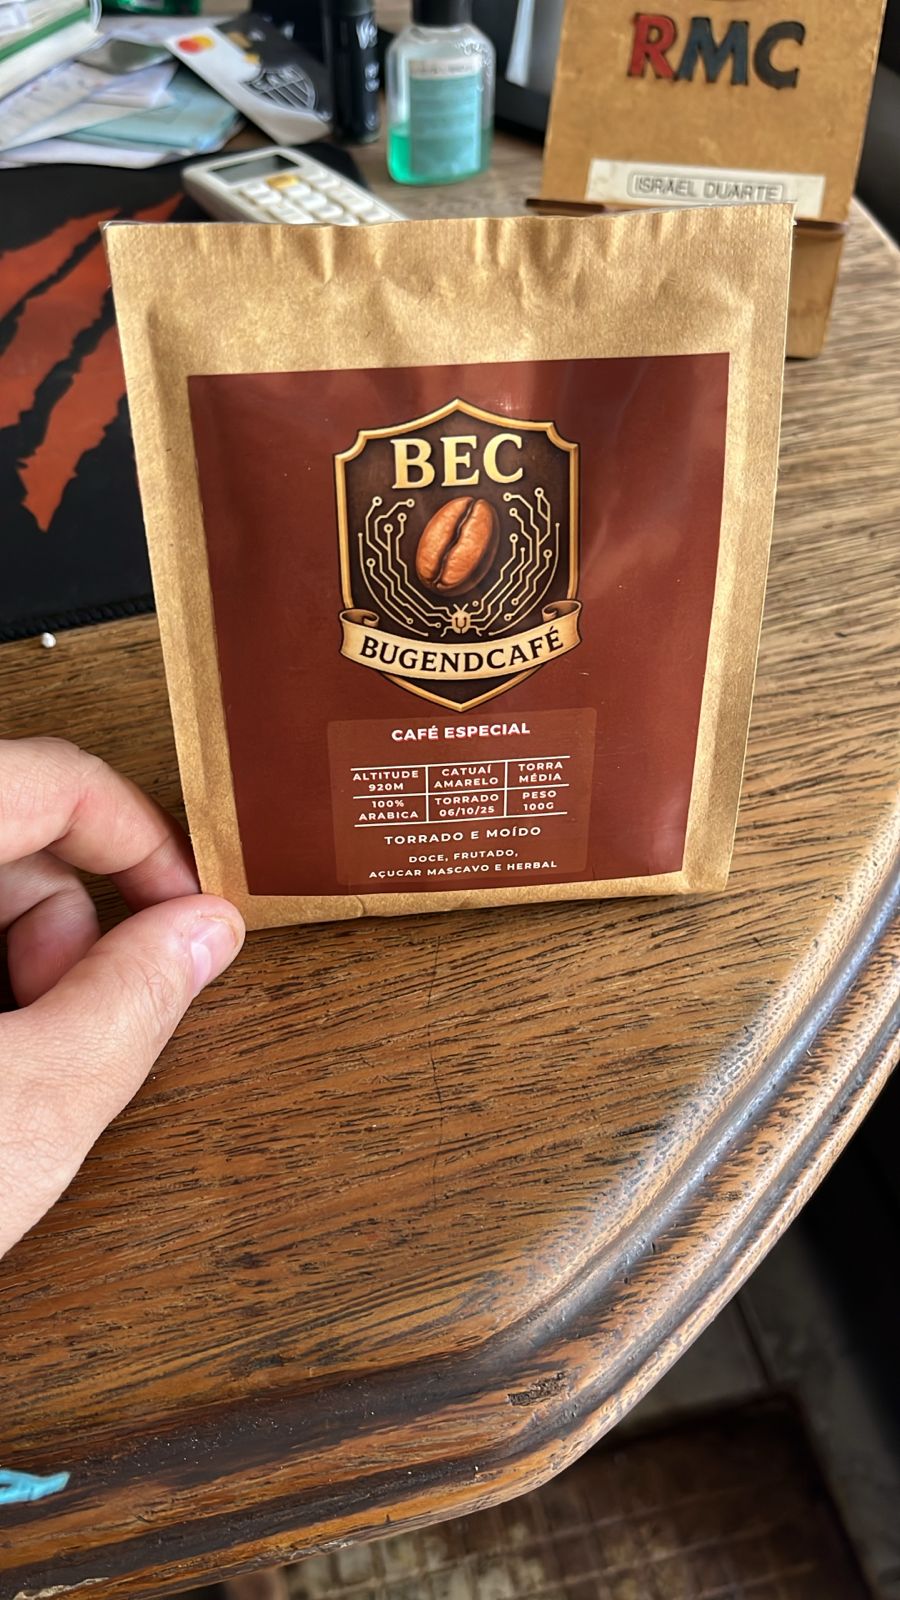 RMC
ISRAEL DUARTE
BEC
BUGENDCAFÉ
CAFÉ ESPECIAL
ALTITUDE
920M
CATUAÍ
AMARELO
TORRA
MÉDIA
100%
ARABICA
TORRADO
06/10/25
PESO
100G
TORRADO E MOÍDO
DOCE, FRUTADO,
AÇUCAR MASCAVO E HERBAL